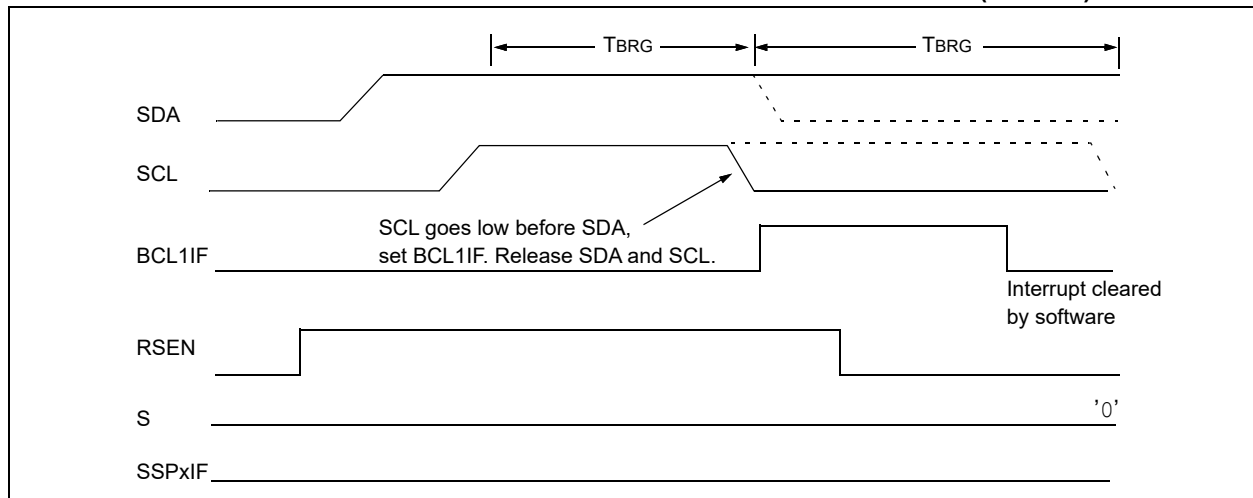 TBRG TBRG
SDA
SCL
SCL goes low before SDA,
set BCL1IF. Release SDA and SCL.
BCL1IF
Interrupt cleared
by software
RSEN
S
'0'
SSPxIF